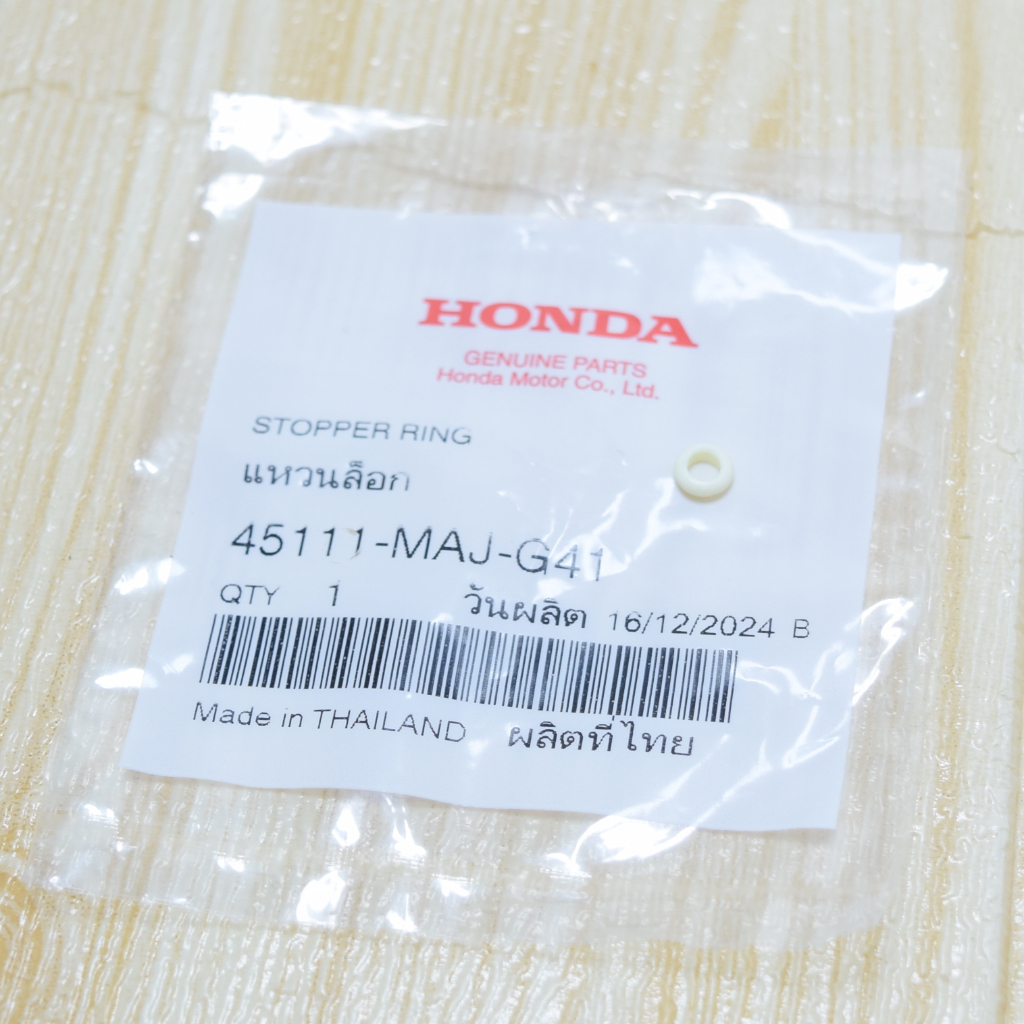 HONDA
GENUINE PARTS
Honda Motor Co., Ltd.
STOPPER RING
แหวนล็อก
45111-MAJ-G41
QTY 1 วันผลิต 16/12/2024 B
Made in THAILAND ผลิตที่ไทย